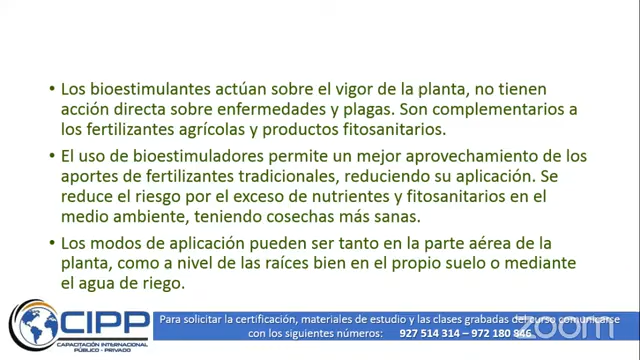 • Los bioestimulantes actúan sobre el vigor de la planta, no tienen
acción directa sobre enfermedades y plagas. Son complementarios a
los fertilizantes agrícolas y productos fitosanitarios.
• El uso de bioestimuladores permite un mejor aprovechamiento de los
aportes de fertilizantes tradicionales, reduciendo su aplicación. Se
reduce el riesgo por el exceso de nutrientes y fitosanitarios en el
medio ambiente, teniendo cosechas más sanas.
• Los modos de aplicación pueden ser tanto en la parte aérea de la
planta, como a nivel de las raíces bien en el propio suelo o mediante
el agua de riego.
CIPP
CAPACITACIÓN INTERNACIONAL
PÚBLICO - PRIVADO
Para solicitar la certificación, materiales de estudio y las clases grabadas del curso comunicarse
con los siguientes números: 927 514 314 – 972 180 846
zoom